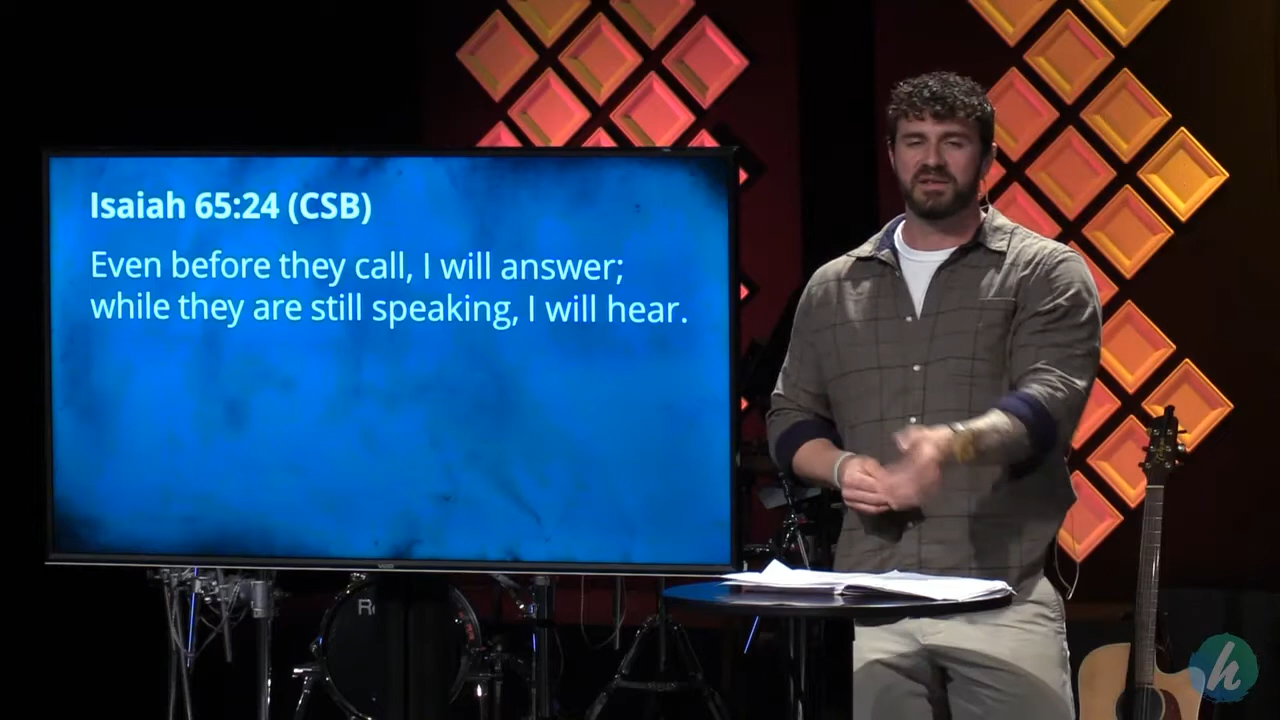 Isaiah 65:24 (CSB)
Even before they call, I will answer;
while they are still speaking, I will hear.
h